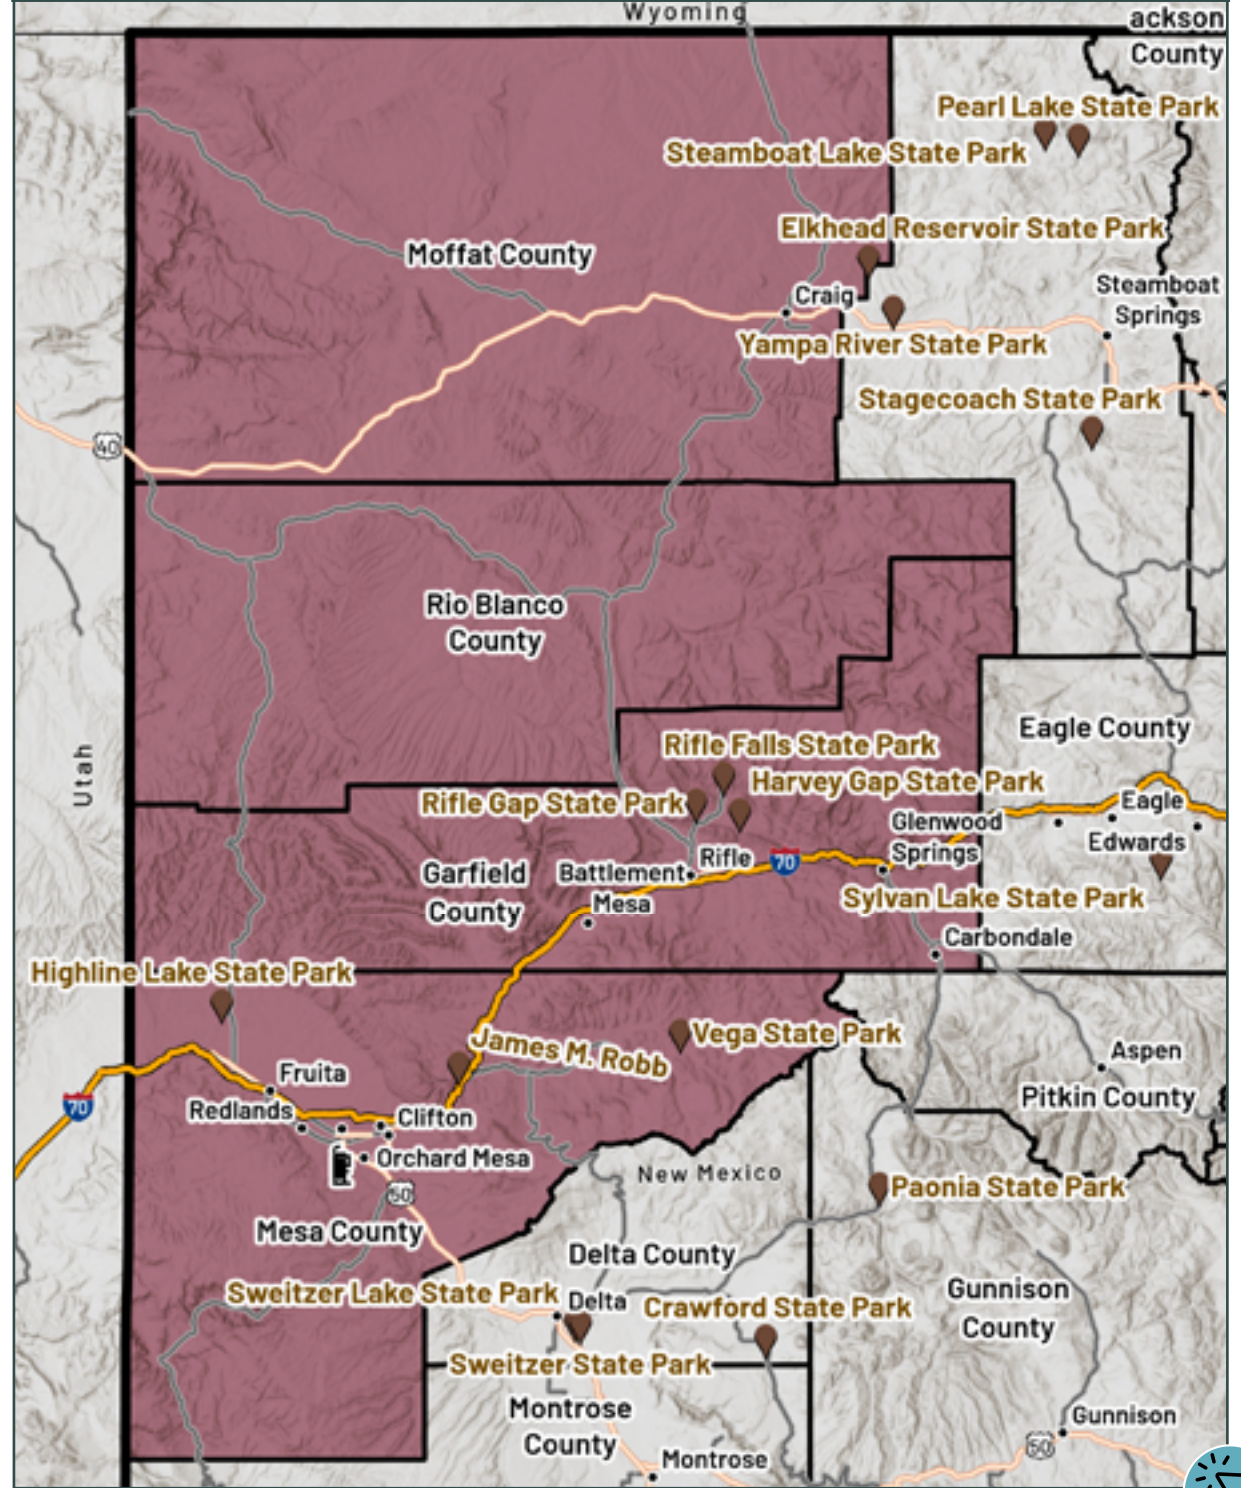 Wyoming
ackson
County
Pearl Lake State Park
Steamboat Lake State Park
Elkhead Reservoir State Park
Moffat County
Craig
Steamboat
Springs
Yampa River State Park
Stagecoach State Park
40
Rio Blanco
County
Utah
Eagle County
Rifle Falls State Park
Harvey Gap State Park
Rifle Gap State Park
Eagle
Glenwood
Springs
Edwards
Rifle
70
Battlement
Mesa
Garfield
County
Sylvan Lake State Park
Carbondale
Highline Lake State Park
James M. Robb
Vega State Park
Aspen
Fruita
Pitkin County
70
Redlands
Clifton
Orchard Mesa
New Mexico
50
Paonia State Park
Mesa County
Delta County
Sweitzer Lake State Park
Delta
Crawford State Park
Gunnison
County
Sweitzer State Park
Montrose
County
Gunnison
50
Montrose